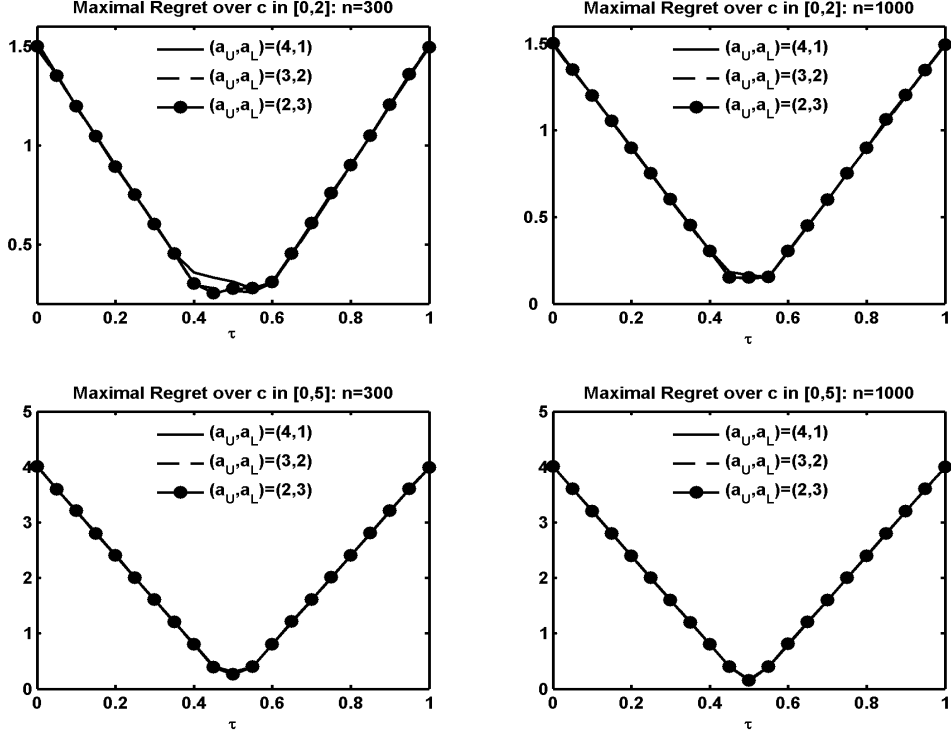 Maximal Regret over c in [0,2]: n=300
1.5
1
0.5
(a_U,a_L)=(4,1)
(a_U,a_L)=(3,2)
(a_U,a_L)=(2,3)
0 0.2 0.4 0.6 0.8 1
τ
Maximal Regret over c in [0,2]: n=1000
1.5
1
0.5
0
(a_U,a_L)=(4,1)
(a_U,a_L)=(3,2)
(a_U,a_L)=(2,3)
0 0.2 0.4 0.6 0.8 1
τ
Maximal Regret over c in [0,5]: n=300
5
4
3
2
1
0
(a_U,a_L)=(4,1)
(a_U,a_L)=(3,2)
(a_U,a_L)=(2,3)
0 0.2 0.4 0.6 0.8 1
τ
Maximal Regret over c in [0,5]: n=1000
5
4
3
2
1
0
(a_U,a_L)=(4,1)
(a_U,a_L)=(3,2)
(a_U,a_L)=(2,3)
0 0.2 0.4 0.6 0.8 1
τ